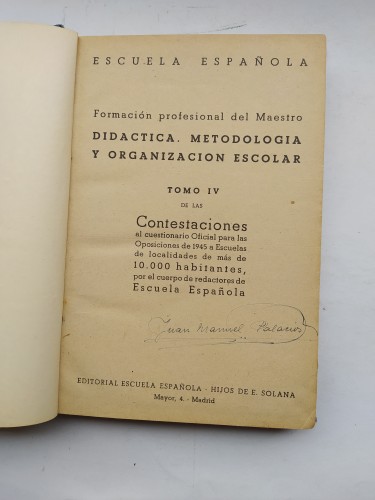 ESCUELA ESPAÑOLA
Formación profesional del Maestro
DIDACTICA. METODOLOGIA
Y ORGANIZACION ESCOLAR
TOMO IV
DE LAS
Contestaciones
al cuestionario Oficial para las
Oposiciones de 1945 a Escuelas
de localidades de más de
10.000 habitantes,
por el cuerpo de redactores de
Escuela Española
Juan Manuel Palacios
EDITORIAL ESCUELA ESPAÑOLA - HIJOS DE E. SOLANA
Mayor, 4. - Madrid